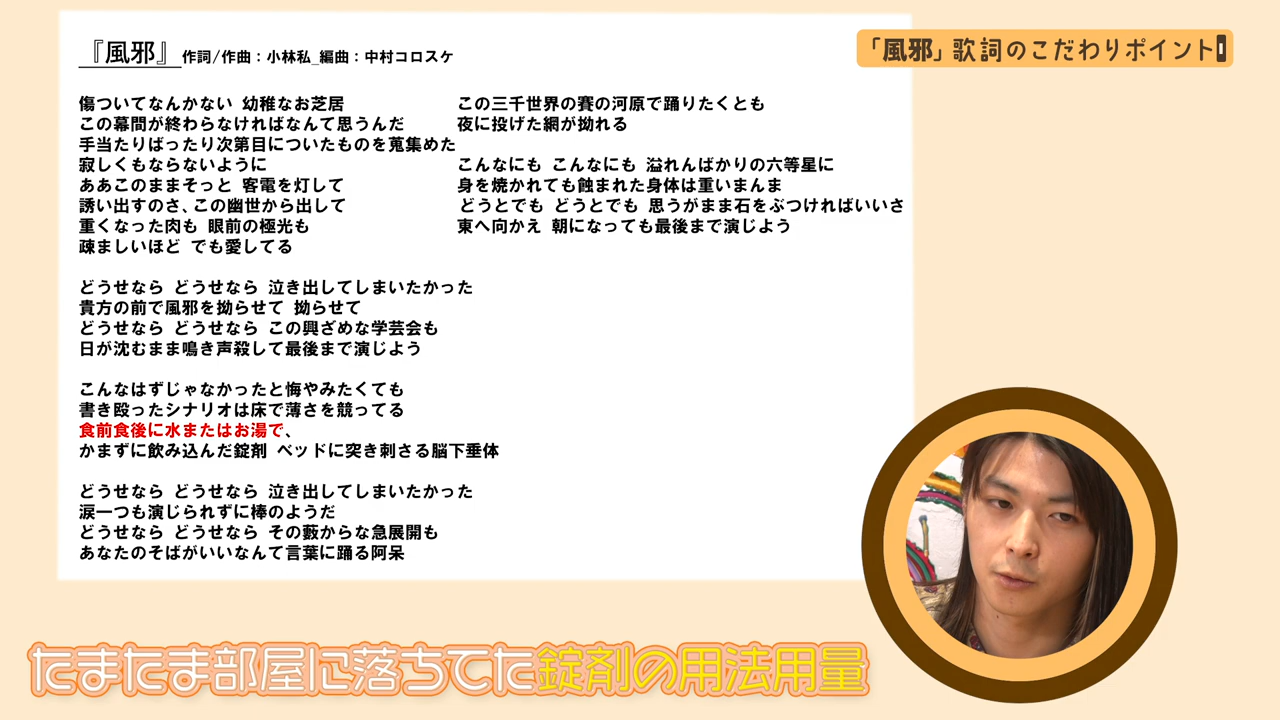 『風邪』作詞/作曲：小林私_編曲：中村コロスケ
傷ついてなんかない 幼稚なお芝居
この幕間が終わらなければなんて思うんだ
手当たりばったり次第目についたものを蒐集めた
寂しくもならないように
ああこのままそっと 客電を灯して
誘い出すのさ、この幽世から出して
重くなった肉も 眼前の極光も
疎ましいほど でも愛してる
どうせなら どうせなら 泣き出してしまいたかった
貴方の前で風邪を拗らせて 拗らせて
どうせなら どうせなら この興ざめな学芸会も
日が沈むまま鳴き声殺して最後まで演じよう
こんなはずじゃなかったと悔やみたくても
書き殴ったシナリオは床で薄さを競ってる
食前食後に水またはお湯で、
かまずに飲み込んだ錠剤 ベッドに突き刺さる脳下垂体
どうせなら どうせなら 泣き出してしまいたかった
涙一つも演じられずに棒のようだ
どうせなら どうせなら その藪からな急展開も
あなたのそばがいいなんて言葉に踊る阿呆
この三千世界の賽の河原で踊りたくとも
夜に投げた網が拗れる
こんなにも こんなにも 溢れんばかりの六等星に
身を焼かれても蝕まれた身体は重いまんま
どうとでも どうとでも 思うがまま石をぶつければいいさ
東へ向かえ 朝になっても最後まで演じよう
「風邪」歌詞のこだわりポイント!
たまたま部屋に落ちてた錠剤の用法用量